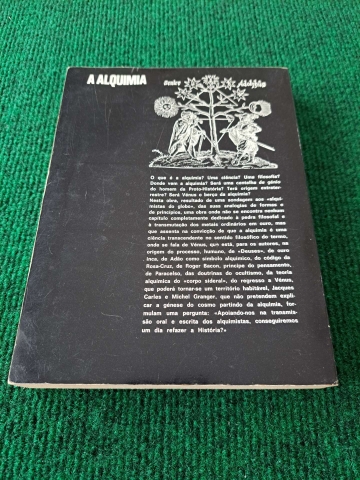 A ALQUIMIA
Senior
O que é a alquimia? Uma ciência? Uma filosofia?
Donde vem a alquimia? Será uma centelha do génio
do homem da Proto-História? Terá origem extrater-
restre? Será Vénus o berço da alquimia?
Nesta obra, resultado de uma sondagem aos «alqui-
mistas do globo», das suas analogias de formas e
de princípios, uma obra onde não se encontra nenhum
capítulo completamente dedicado à pedra filosofal e
à transmutação dos metais ordinários em ouro, mas
que assenta na convicção de que a alquimia é uma
ciência transcendente no sentido filosófico do termo,
onde se fala de Vénus, que está, para os autores, na
origem do processo, humano, de «Deuses», de ouro
Inca, de Adão como símbolo alquímico, do código da
Rosa-Cruz, de Roger Bacon, príncipe do pensamento,
de Paracelso, das doutrinas do ocultismo, da teoria
alquímica do «corpo sideral», do regresso a Vénus,
que poderá tornar-se um território habitável, Jacques
Carles e Michel Granger, que não pretendem expli-
car a génese do cosmo partindo da alquimia, for-
mulam uma pergunta: «Apoiando-nos na transmis-
são oral e escrita dos alquimistas, conseguiremos
um dia refazer a História?»